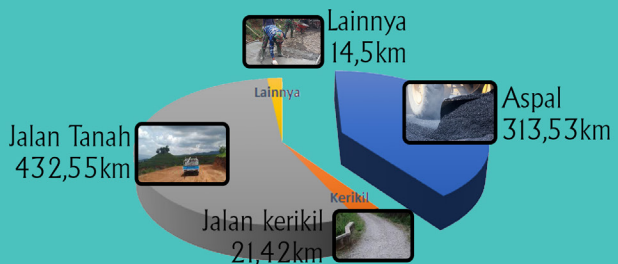 Lainnya
14,5km
Lainnya
Aspal
313,53km
Jalan Tanah
432,55km
Kerikil
Jalan kerikil
21,42km